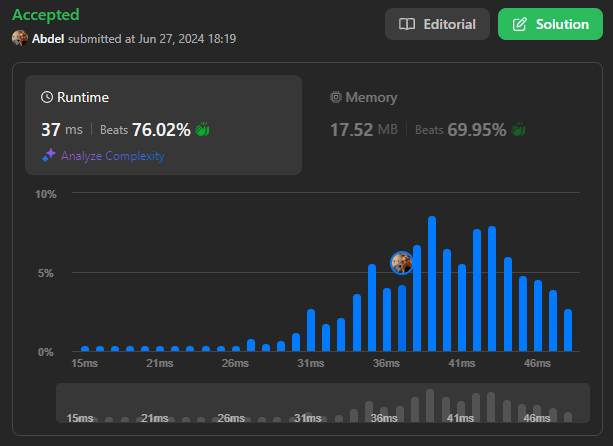 Accepted
Abdel submitted at Jun 27, 2024 18:19
Editorial
Solution
Runtime
37 ms | Beats 76.02%
Analyze Complexity
Memory
17.52 MB | Beats 69.95%
10%
5%
0%
15ms 21ms 26ms 31ms 36ms 41ms 46ms
15ms 21ms 26ms 31ms 36ms 41ms 46ms